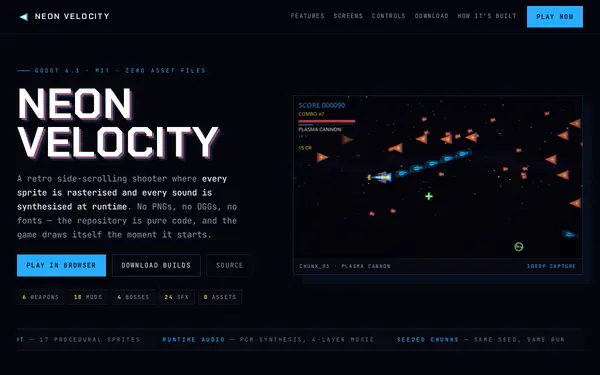 NEON VELOCITY
FEATURES SCREENS CONTROLS DOWNLOAD HOW IT'S BUILT PLAY NOW
GODOT 4.3 · MIT · ZERO ASSET FILES
NEON
VELOCITY
A retro side-scrolling shooter where every
sprite is rasterised and every sound is
synthesised at runtime. No PNGs, no OGGs, no
fonts — the repository is pure code, and the
game draws itself the moment it starts.
PLAY IN BROWSER DOWNLOAD BUILDS SOURCE
6 WEAPONS 18 MODS 4 BOSSES 24 SFX 0 ASSETS
SCORE 000090
COMBO x7
PLASMA CANNON
15 CR
CHUNK_03 · PLASMA CANNON 1080P CAPTURE
— 17 PROCEDURAL SPRITES RUNTIME AUDIO — PCM SYNTHESIS, 4-LAYER MUSIC SEEDED CHUNKS — SAME SEED, SAME RUN